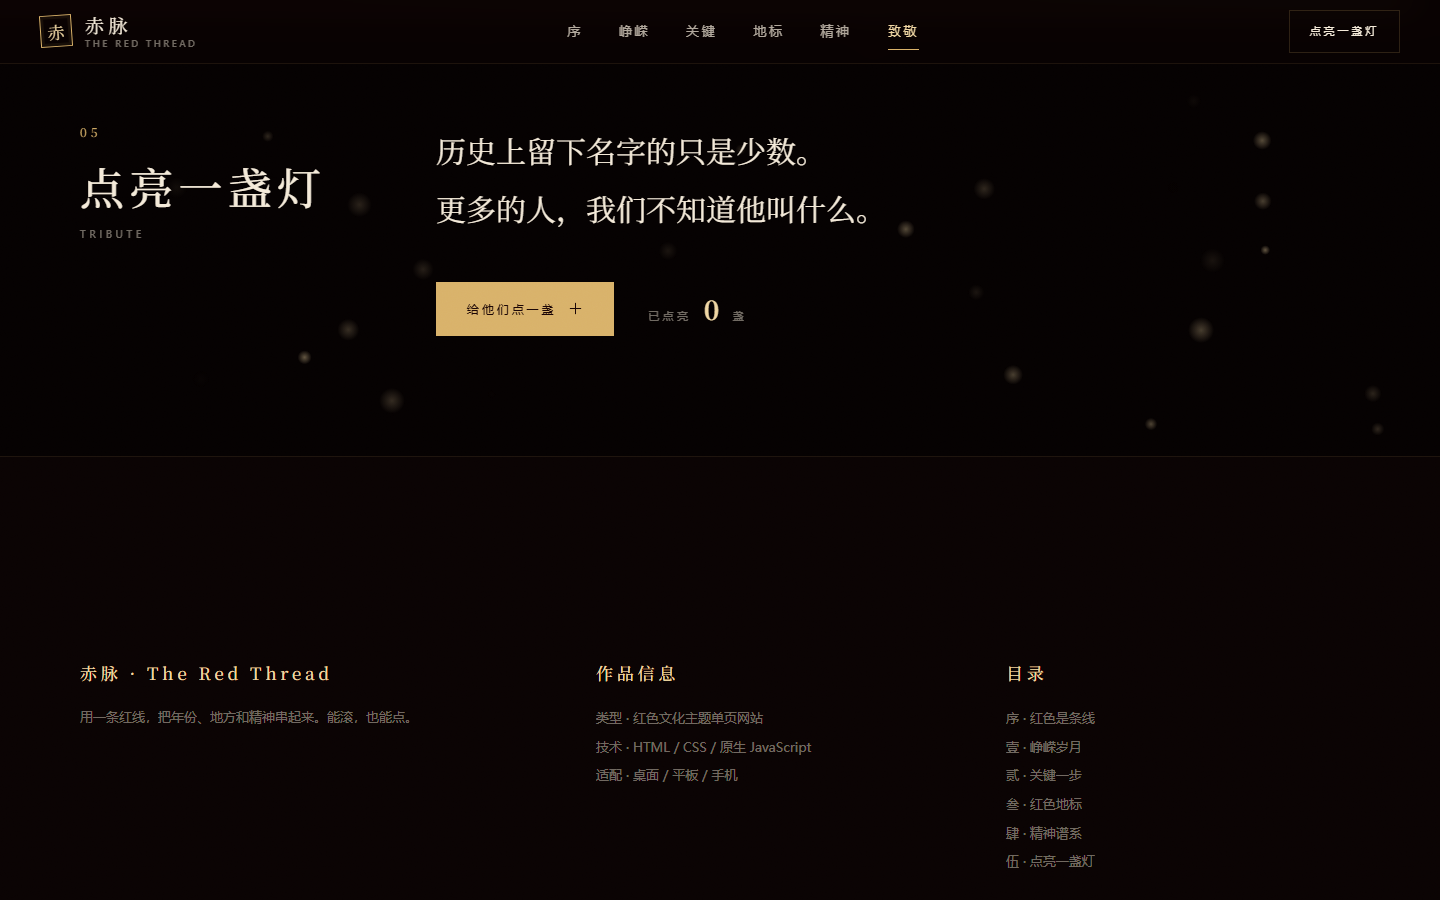 赤
赤脉
THE RED THREAD
序 峥嵘 关键 地标 精神 致敬
点亮一盏灯
05
点亮一盏灯
TRIBUTE
历史上留下名字的只是少数。
更多的人，我们不知道他叫什么。
给他们点一盏 +
已点亮 0 盏
赤脉 · The Red Thread
用一条红线，把年份、地方和精神串起来。能滚，也能点。
作品信息
类型 · 红色文化主题单页网站
技术 · HTML / CSS / 原生 JavaScript
适配 · 桌面 / 平板 / 手机
目录
序 · 红色是条线
壹 · 峥嵘岁月
贰 · 关键一步
叁 · 红色地标
肆 · 精神谱系
伍 · 点亮一盏灯